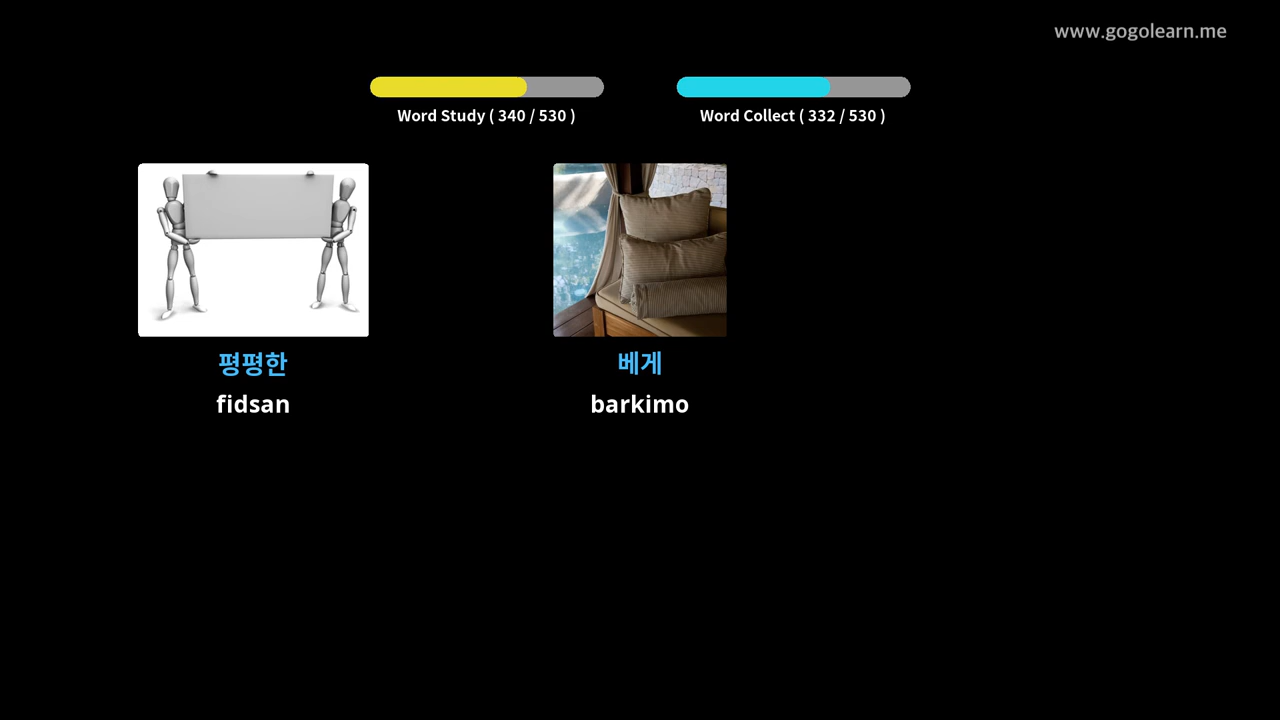 www.gogolearn.me
Word Study ( 340 / 530 )
Word Collect ( 332 / 530 )
평평한
fidsan
베게
barkimo